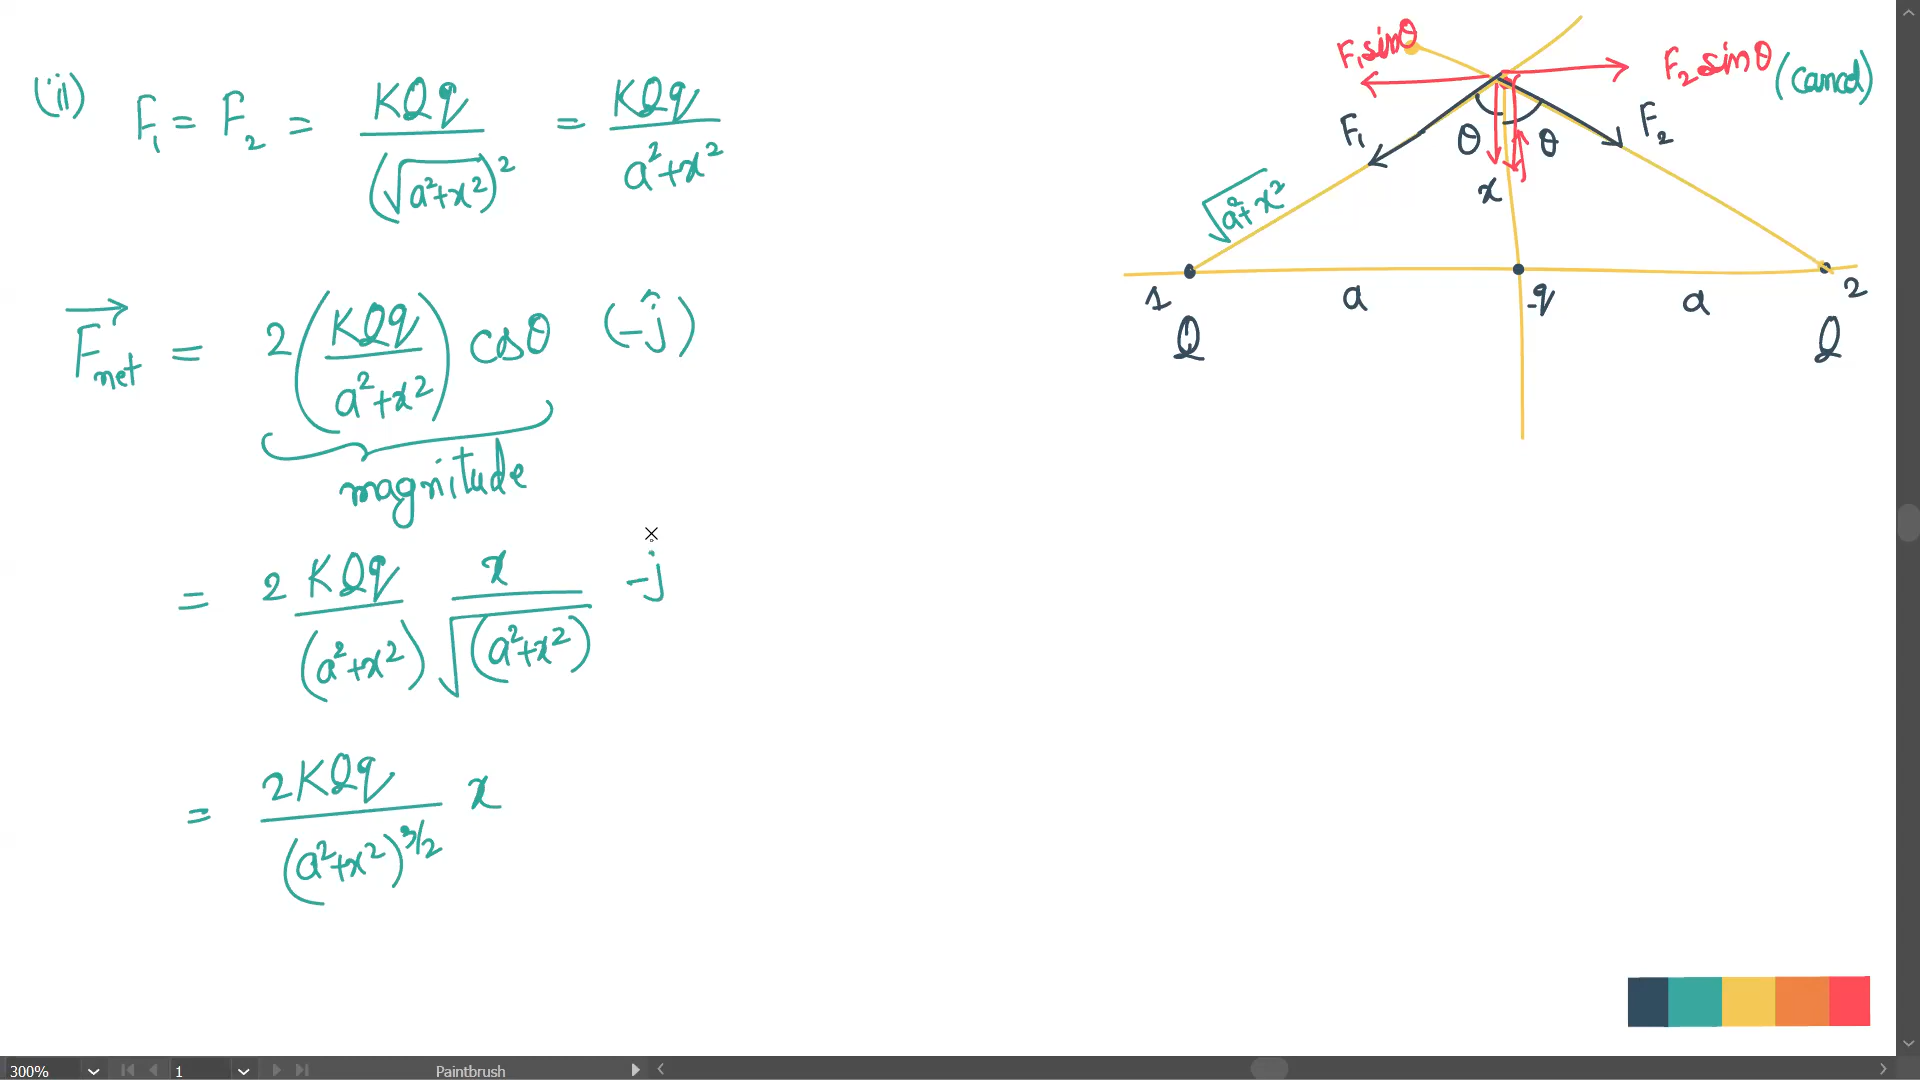 (ii) F₁ = F₂ = KQq / (√a²+x²)² = KQq / a²+x²
F⃗net = 2 (KQq / a²+x²) cosθ (-ĵ)
magnitude
= 2 KQq / (a²+x²) x / √(a²+x²) -j
= 2KQq / (a²+x²)^3/2 x
F₁sinθ
F₂sinθ (cancel)
F₁ θ θ F₂
x
√a²+x²
1 a -q a 2
Q Q
300% 1 Paintbrush